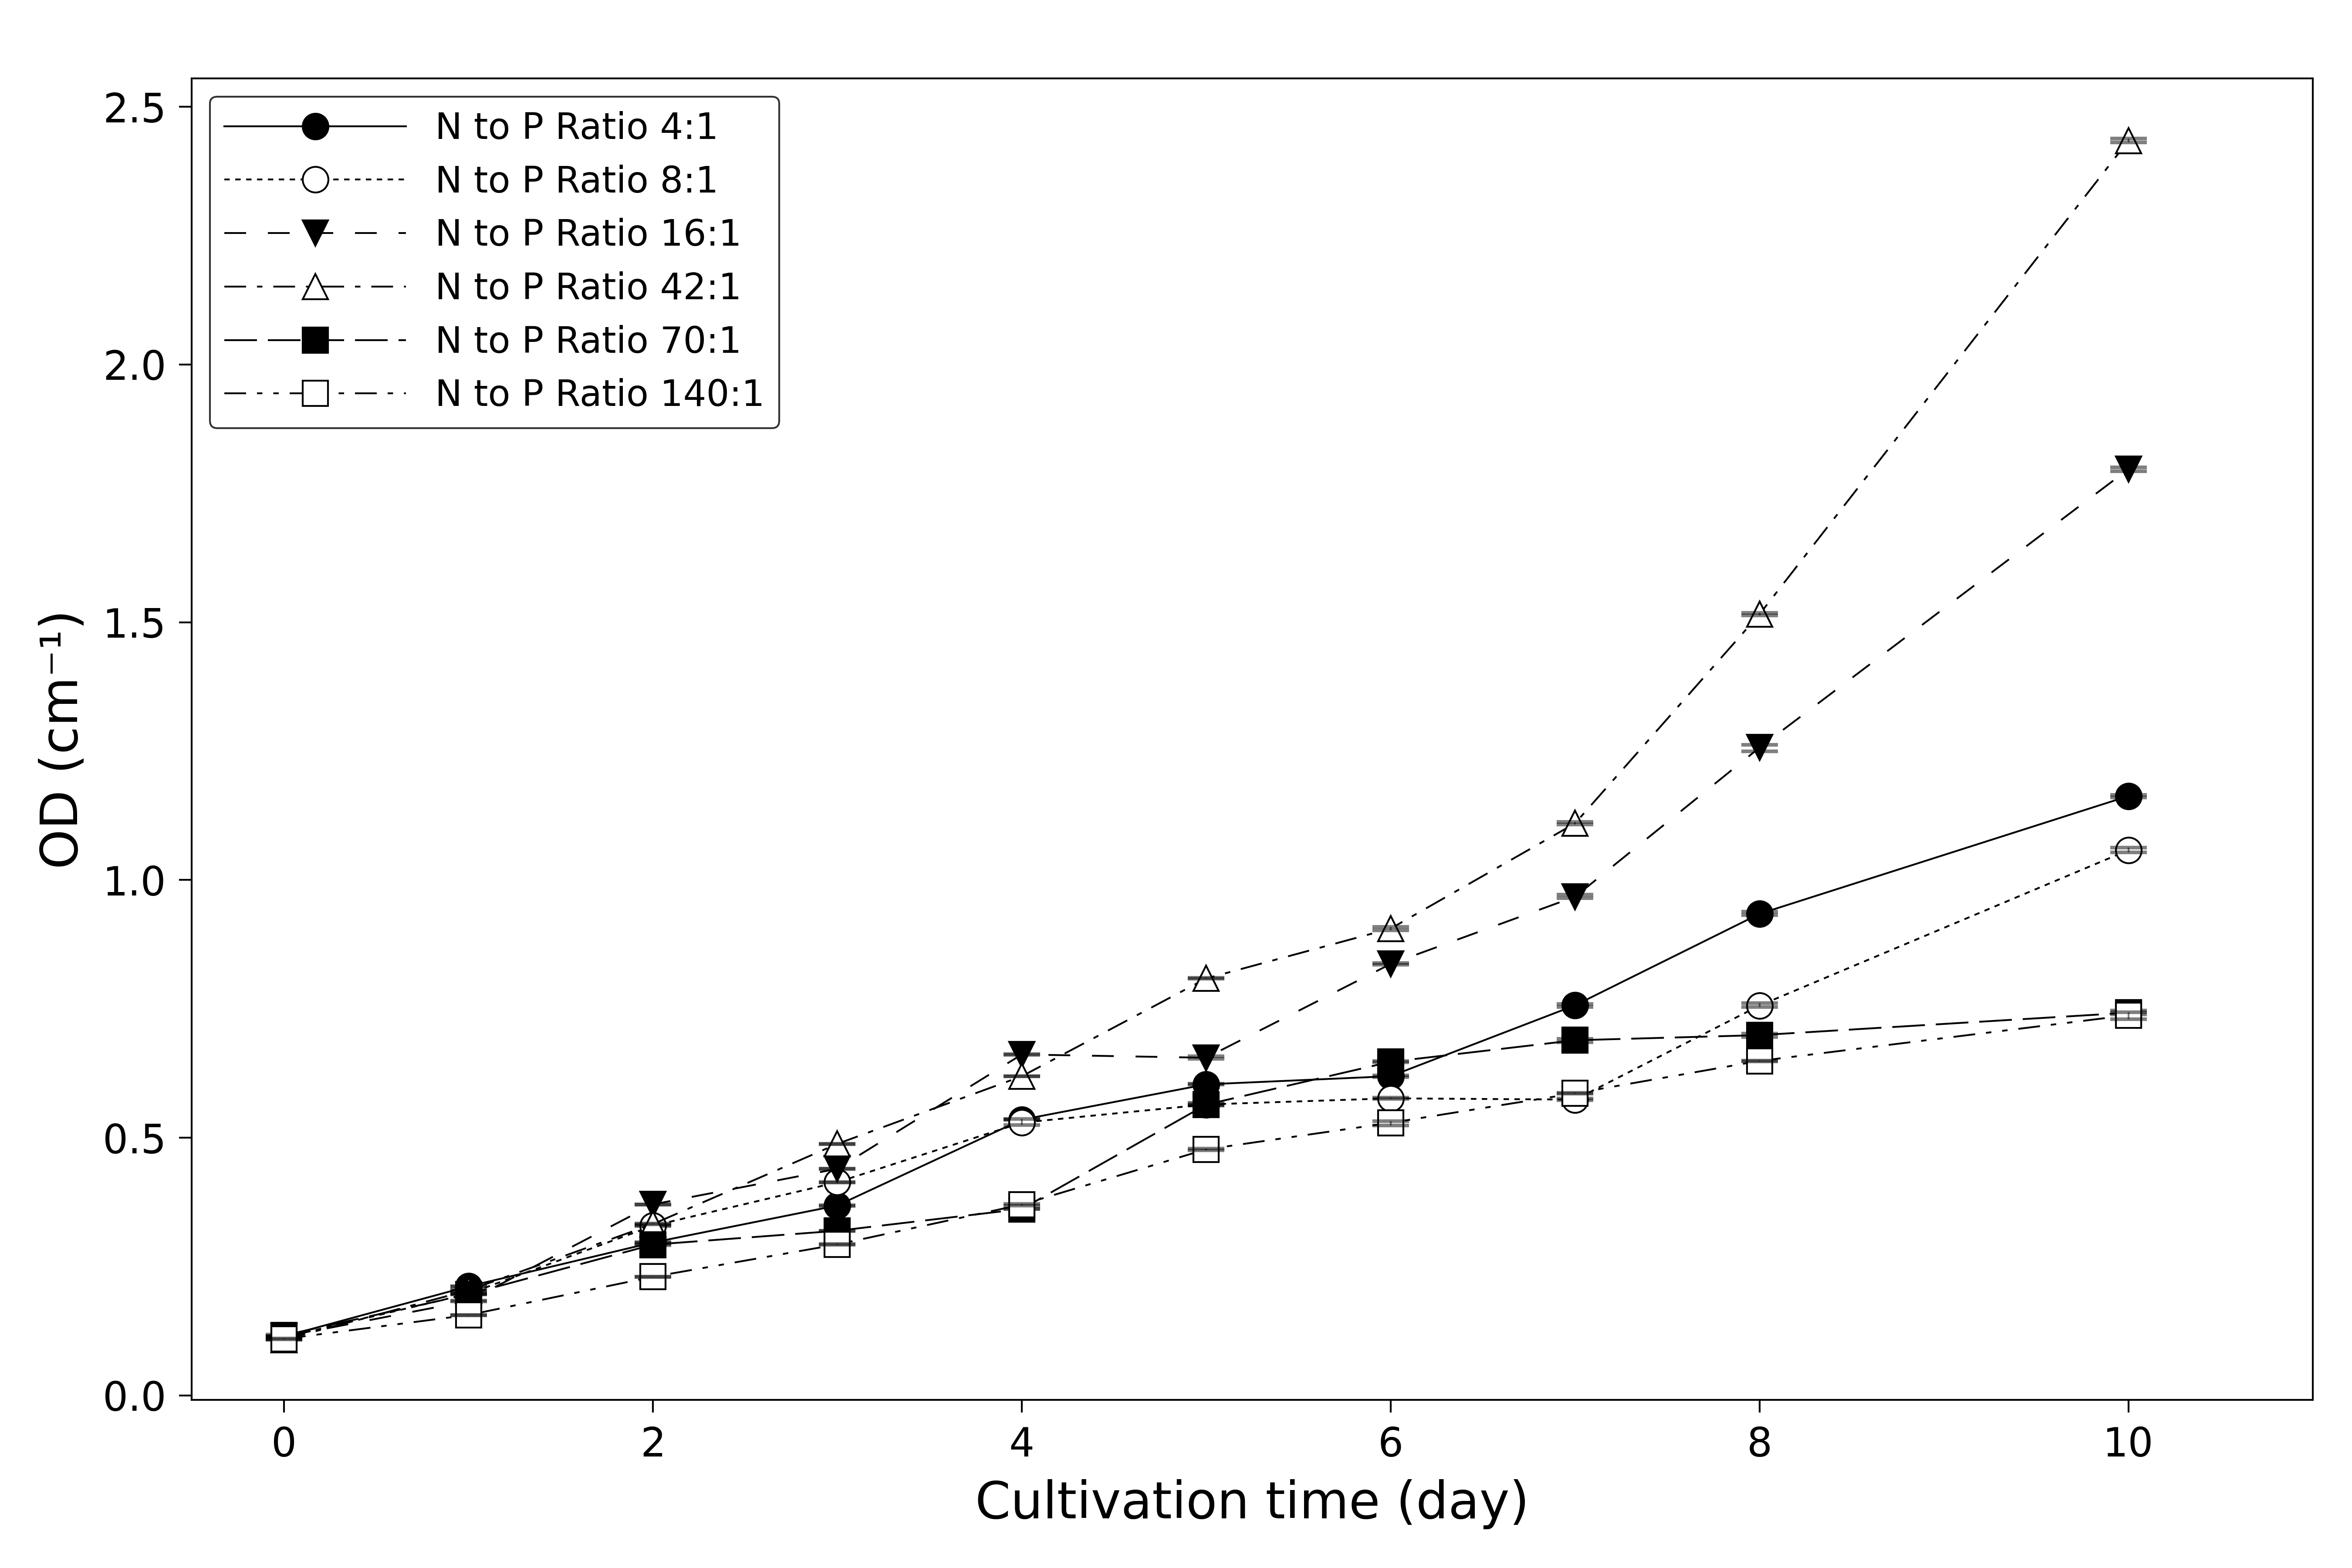 2.5
2.0
1.5
1.0
0.5
0.0
OD (cm⁻¹)
N to P Ratio 4:1
N to P Ratio 8:1
N to P Ratio 16:1
N to P Ratio 42:1
N to P Ratio 70:1
N to P Ratio 140:1
0 2 4 6 8 10
Cultivation time (day)